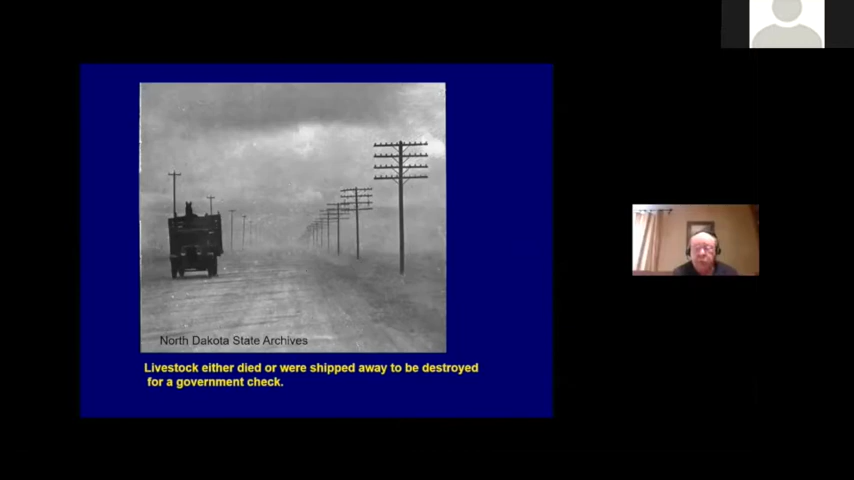 North Dakota State Archives
Livestock either died or were shipped away to be destroyed
for a government check.